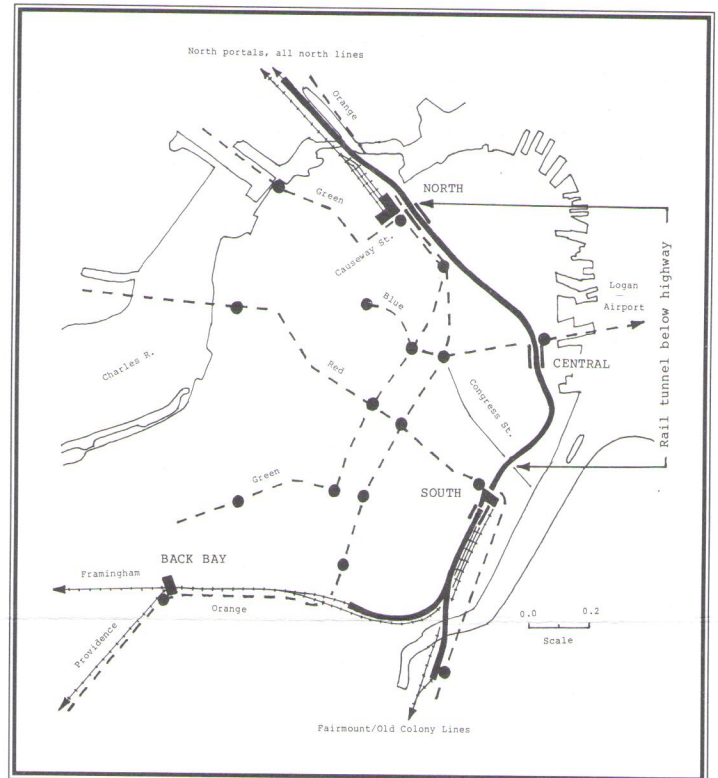 North portals, all north lines
Orange
NORTH
Green
Causeway St.
Logan
Airport
Blue
Charles R.
Red
CENTRAL
Congress St.
Rail tunnel below highway
Green
SOUTH
BACK BAY
Framingham
Orange
0.0 0.2
Scale
Providence
Fairmount/Old Colony Lines